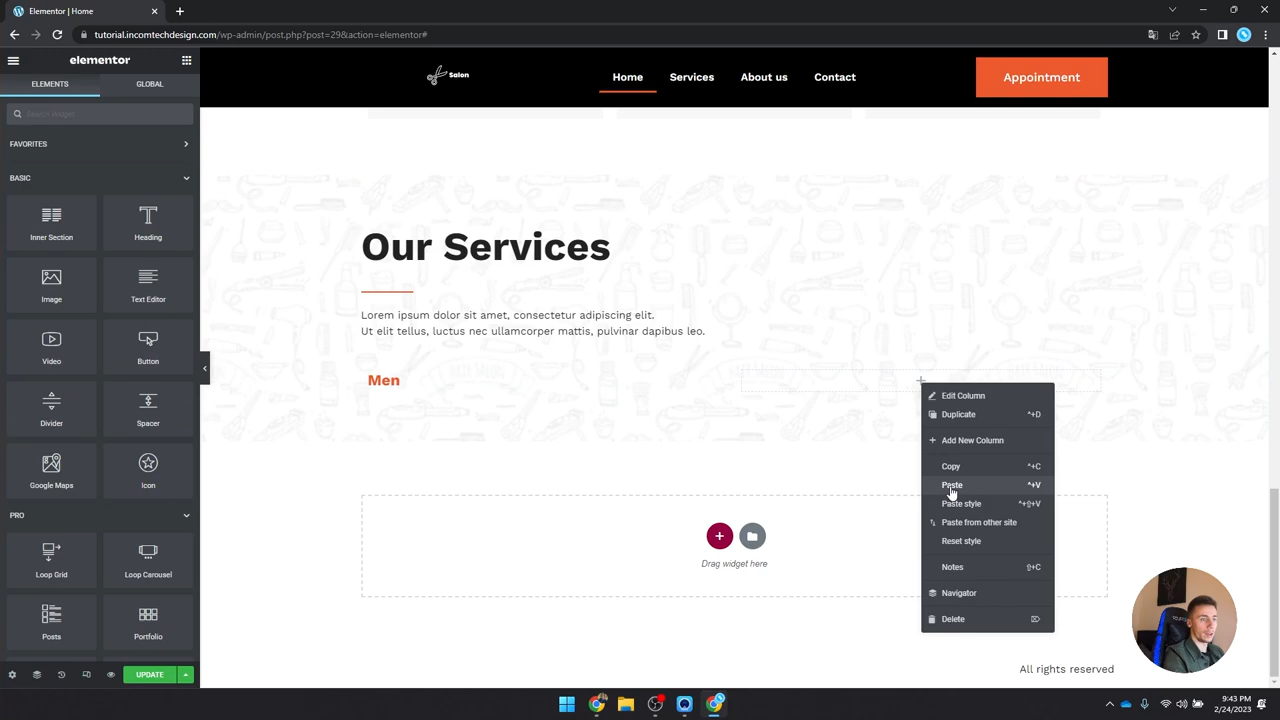 tutorial.incomtechdesign.com/wp-admin/post.php?post=29&action=elementor#
elementor
ELEMENTS
GLOBAL
Search Widget...
FAVORITES
BASIC
Inner Section
Heading
Image
Text Editor
Video
Button
Divider
Spacer
Google Maps
Icon
PRO
Loop Grid
Loop Carousel
Posts
Portfolio
UPDATE
Salon
Home
Services
About us
Contact
Appointment
Our Services
Lorem ipsum dolor sit amet, consectetur adipiscing elit.
Ut elit tellus, luctus nec ullamcorper mattis, pulvinar dapibus leo.
Men
Edit Column
Duplicate ^+D
Add New Column
Copy ^+C
Paste ^+V
Paste style ^+⇧+V
Paste from other site
Reset style
Notes ⇧+C
Navigator
Delete
Drag widget here
All rights reserved
9:43 PM
2/24/2023